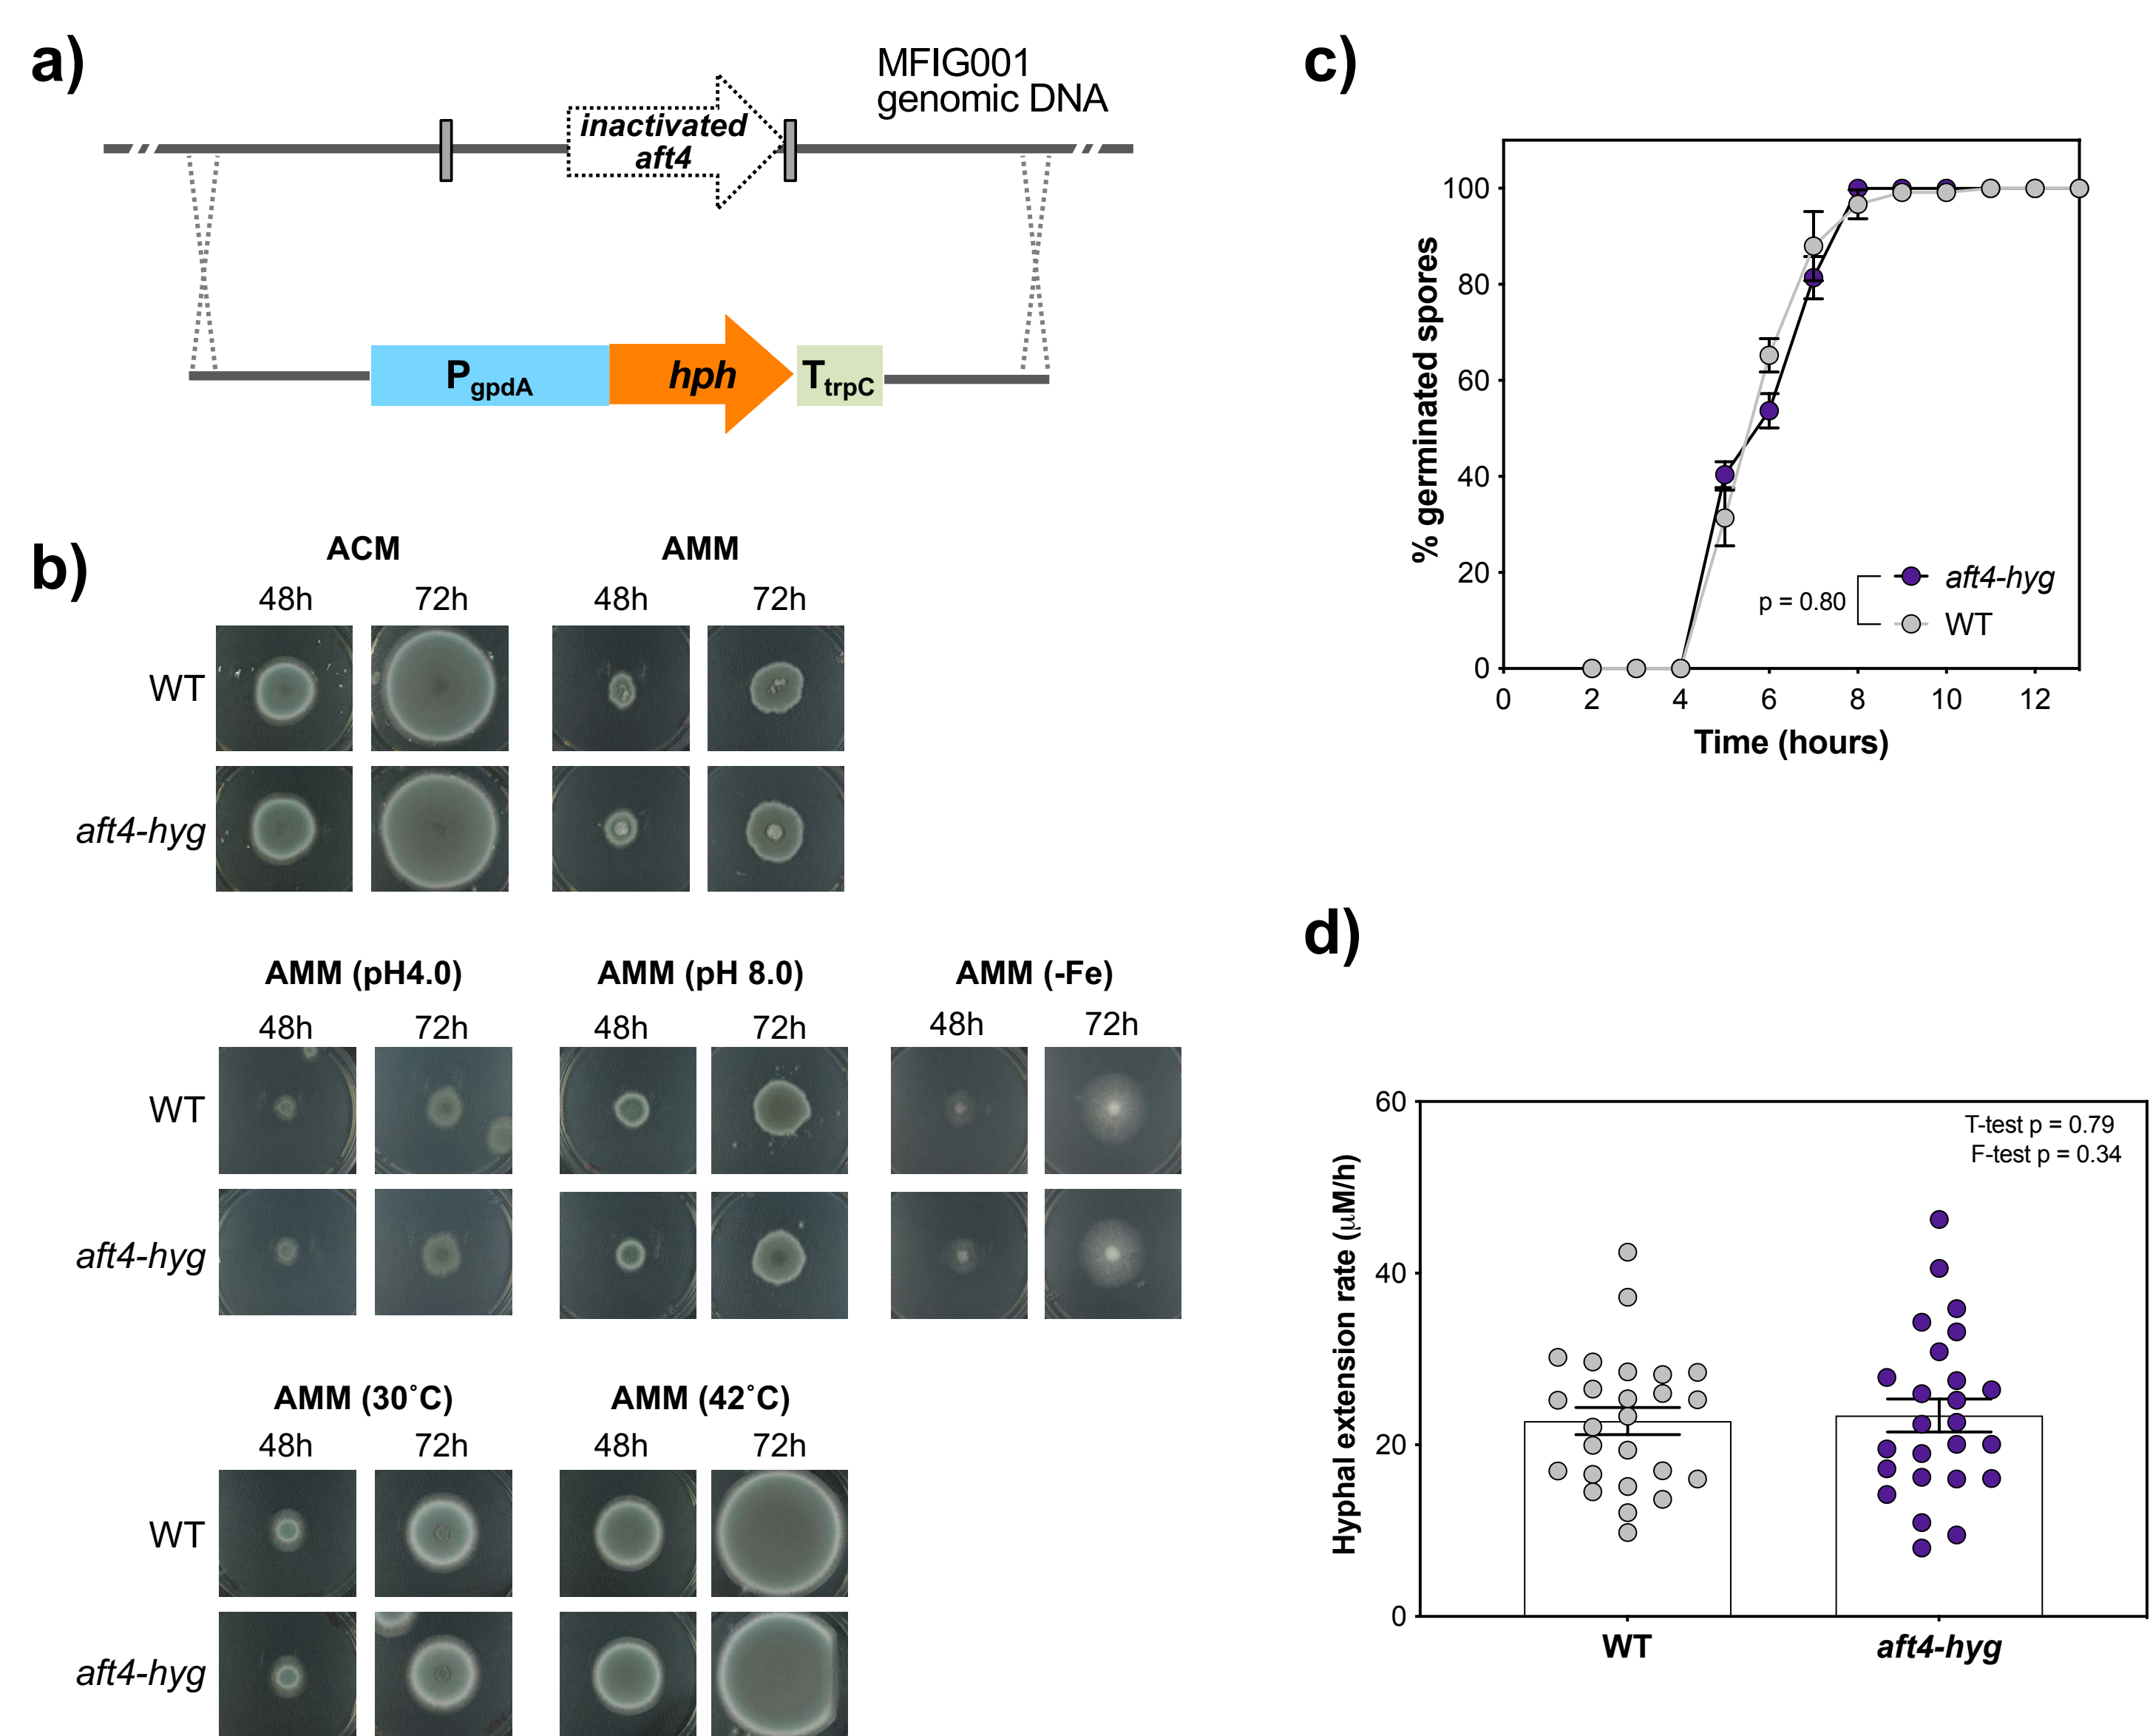 a)
MFIG001
genomic DNA
inactivated
aft4
PgpdA
hph
TtrpC
b)
ACM
AMM
48h
72h
48h
72h
WT
aft4-hyg
AMM (pH4.0)
AMM (pH 8.0)
AMM (-Fe)
48h
72h
48h
72h
48h
72h
WT
aft4-hyg
AMM (30˚C)
AMM (42˚C)
48h
72h
48h
72h
WT
aft4-hyg
c)
% germinated spores
100
80
60
40
20
0
0
2
4
6
8
10
12
Time (hours)
p = 0.80
aft4-hyg
WT
d)
Hyphal extension rate (μM/h)
60
40
20
0
T-test p = 0.79
F-test p = 0.34
WT
aft4-hyg